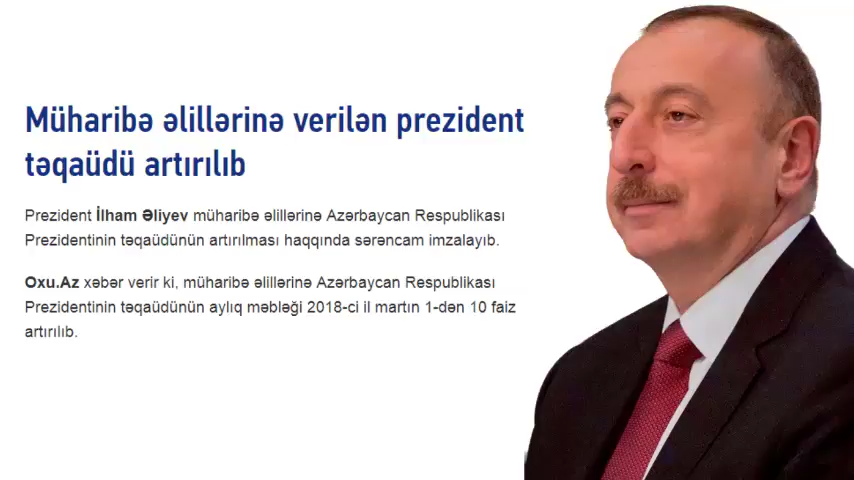 Müharibə əlillərinə verilən prezident
təqaüdü artırılıb
Prezident İlham Əliyev müharibə əlillərinə Azərbaycan Respublikası
Prezidentinin təqaüdünün artırılması haqqında sərəncam imzalayıb.
Oxu.Az xəbər verir ki, müharibə əlillərinə Azərbaycan Respublikası
Prezidentinin təqaüdünün aylıq məbləği 2018-ci il martın 1-dən 10 faiz
artırılıb.